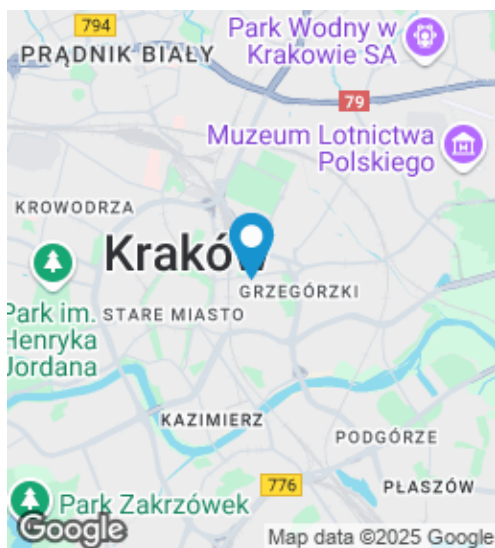 794
Park Wodny w
Krakowie SA
PRĄDNIK BIAŁY
79
Muzeum Lotnictwa
Polskiego
KROWODRZA
Kraków
GRZEGÓRZKI
Park im.
Henryka
Jordana
STARE MIASTO
KAZIMIERZ
PODGÓRZE
776
PŁASZÓW
Park Zakrzówek
Google
Map data ©2025 Google